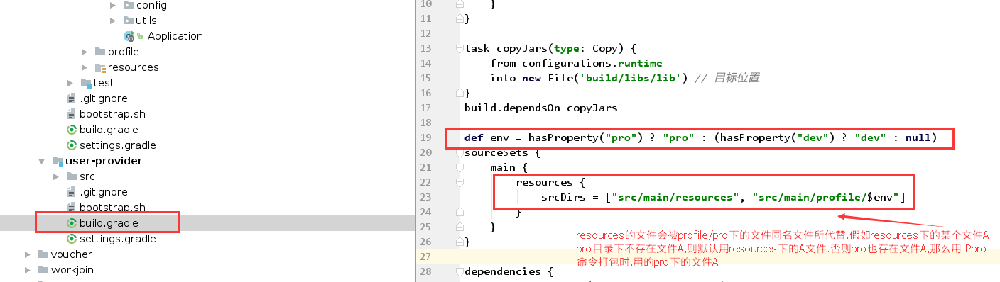 config
utils
Application
profile
resources
test
.gitignore
bootstrap.sh
build.gradle
settings.gradle
user-provider
src
.gitignore
bootstrap.sh
build.gradle
settings.gradle
voucher
workjoin
10 }
11 }
12
13 task copyJars(type: Copy) {
14 from configurations.runtime
15 into new File('build/libs/lib') // 目标位置
16 }
17 build.dependsOn copyJars
18
19 def env = hasProperty("pro") ? "pro" : (hasProperty("dev") ? "dev" : null)
20 sourceSets {
21 main {
22 resources {
23 srcDirs = ["src/main/resources", "src/main/profile/$env"]
24 }
25 }
26 }
27
28 dependencies {
resources的文件会被profile/pro下的文件同名文件所代替.假如resources下的某个文件A
pro目录下不存在文件A,则默认用resources下的A文件.否则pro也存在文件A,那么用-Ppro
命令打包时,用的pro下的文件A